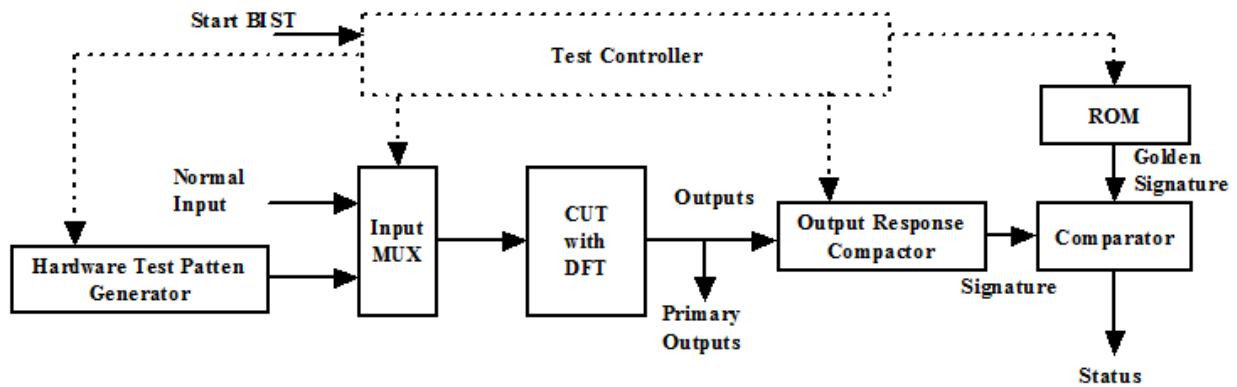 Start BIST
Test Controller
ROM
Golden
Signature
Normal
Input
Input
MUX
CUT
with
DFT
Outputs
Output Response
Compactor
Comparator
Hardware Test Patten
Generator
Signature
Primary
Outputs
Status